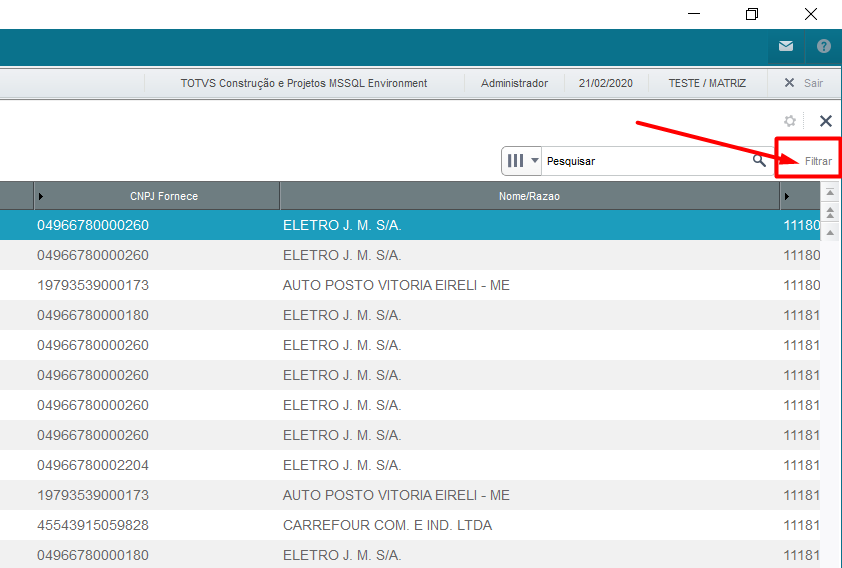 ?
TOTVS Construção e Projetos MSSQL Environment Administrador 21/02/2020 TESTE / MATRIZ Sair
Pesquisar Filtrar
CNPJ Fornece Nome/Razao
04966780000260 ELETRO J. M. S/A. 11180
04966780000260 ELETRO J. M. S/A. 11180
19793539000173 AUTO POSTO VITORIA EIRELI - ME 11180
04966780000180 ELETRO J. M. S/A. 11181
04966780000260 ELETRO J. M. S/A. 11181
04966780000260 ELETRO J. M. S/A. 11181
04966780000260 ELETRO J. M. S/A. 11181
04966780000260 ELETRO J. M. S/A. 11181
04966780002204 ELETRO J. M. S/A. 11181
19793539000173 AUTO POSTO VITORIA EIRELI - ME 11181
45543915059828 CARREFOUR COM. E IND. LTDA 11181
04966780000180 ELETRO J. M. S/A. 11181